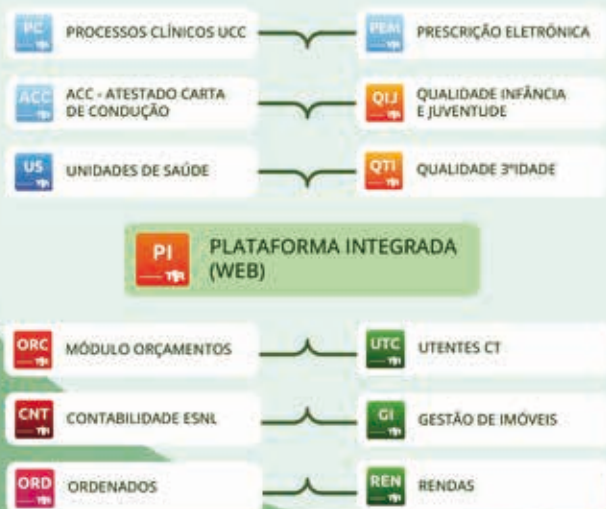 PC PROCESSOS CLÍNICOS UCC
PEM PRESCRIÇÃO ELETRÓNICA
ACC ACC - ATESTADO CARTA
DE CONDUÇÃO
QIJ QUALIDADE INFÂNCIA
E JUVENTUDE
US UNIDADES DE SAÚDE
QTI QUALIDADE 3ªIDADE
PI PLATAFORMA INTEGRADA
(WEB)
ORC MÓDULO ORÇAMENTOS
UTC UTENTES CT
CNT CONTABILIDADE ESNL
GI GESTÃO DE IMÓVEIS
ORD ORDENADOS
REN RENDAS